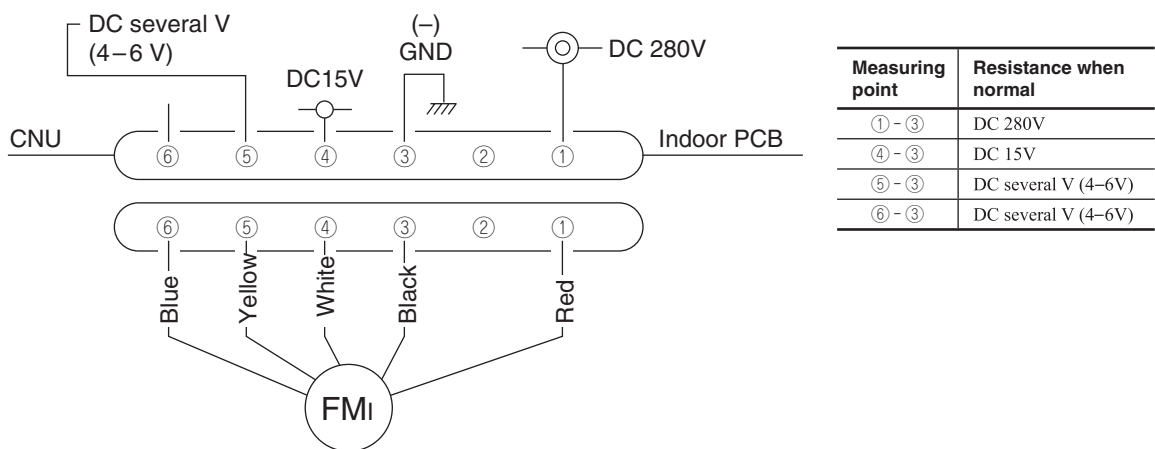 DC several V
(4–6 V)
DC15V
(–)
GND
DC 280V
CNU
⑥ ⑤ ④ ③ ② ①
Indoor PCB
⑥ ⑤ ④ ③ ② ①
Blue
Yellow
White
Black
Red
FMI
Measuring point | Resistance when normal
①-③ | DC 280V
④-③ | DC 15V
⑤-③ | DC several V (4–6V)
⑥-③ | DC several V (4–6V)